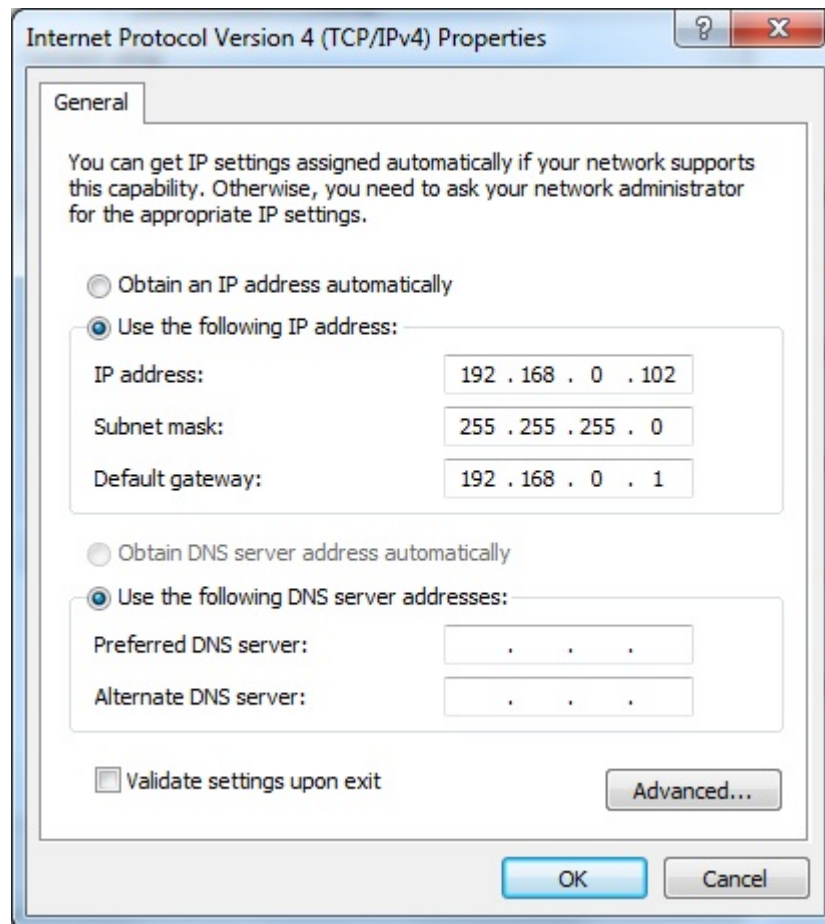 Internet Protocol Version 4 (TCP/IPv4) Properties
General
You can get IP settings assigned automatically if your network supports
this capability. Otherwise, you need to ask your network administrator
for the appropriate IP settings.
Obtain an IP address automatically
Use the following IP address:
IP address: 192 . 168 . 0 . 102
Subnet mask: 255 . 255 . 255 . 0
Default gateway: 192 . 168 . 0 . 1
Obtain DNS server address automatically
Use the following DNS server addresses:
Preferred DNS server: . . .
Alternate DNS server: . . .
Validate settings upon exit
Advanced...
OK Cancel